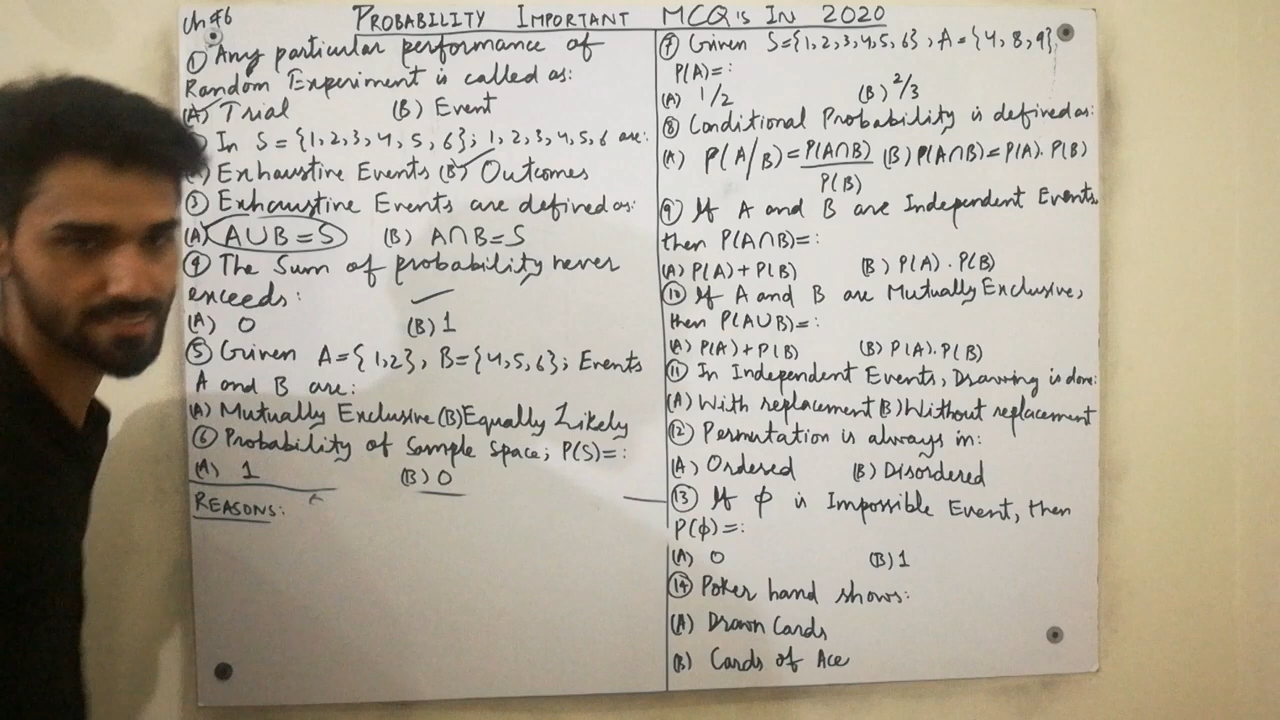 Ch #6
PROBABILITY IMPORTANT MCQ'S IN 2020
① Any particular performance of
Random Experiment is called as:
(A) Trial (B) Event
In S = {1,2,3,4,5,6}; 1,2,3,4,5,6 are:
Exhaustive Events (B) Outcomes
③ Exhaustive Events are defined as:
(A) A∪B=S (B) A∩B=S
④ The Sum of probability never
exceeds:
(A) 0 (B) 1
⑤ Given A={1,2}, B={4,5,6}; Events
A and B are:
(A) Mutually Exclusive (B) Equally Likely
⑥ Probability of Sample Space; P(S)=:
(A) 1 (B) 0
REASONS:
⑦ Given S={1,2,3,4,5,6}, A={4,8,9}
P(A)=:
(A) 1/2 (B) 2/3
⑧ Conditional Probability is defined as:
(A) P(A/B)=P(A∩B) (B) P(A∩B)=P(A).P(B)
P(B)
⑨ If A and B are Independent Events,
then P(A∩B)=:
(A) P(A)+P(B) (B) P(A).P(B)
⑩ If A and B are Mutually Exclusive,
then P(A∪B)=:
(A) P(A)+P(B) (B) P(A).P(B)
⑪ In Independent Events, Drawing is done:
(A) With replacement B) Without replacement
⑫ Permutation is always in:
(A) Ordered (B) Disordered
⑬ If ϕ is Impossible Event, then
P(ϕ)=:
(A) 0 (B) 1
⑭ Poker hand shows:
(A) Drawn Cards
(B) Cards of Ace